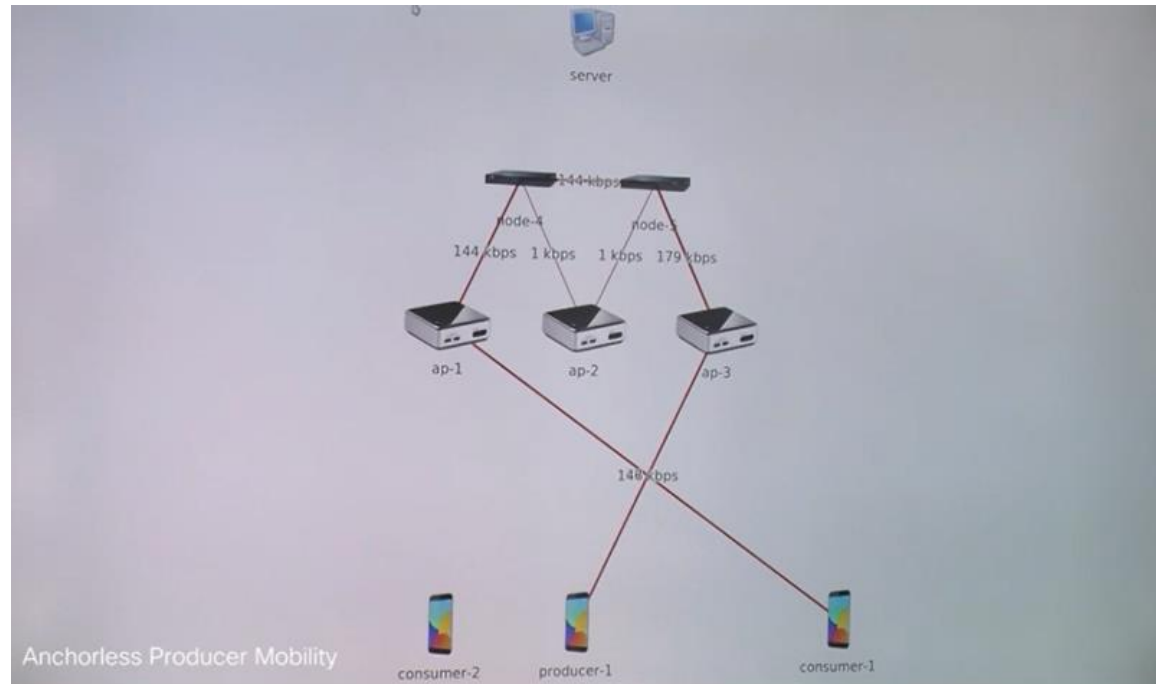 server
144 kbps
node-4
node-5
144 kbps
1 kbps
1 kbps
179 kbps
ap-1
ap-2
ap-3
kbps
consumer-2
producer-1
consumer-1
Anchorless Producer Mobility